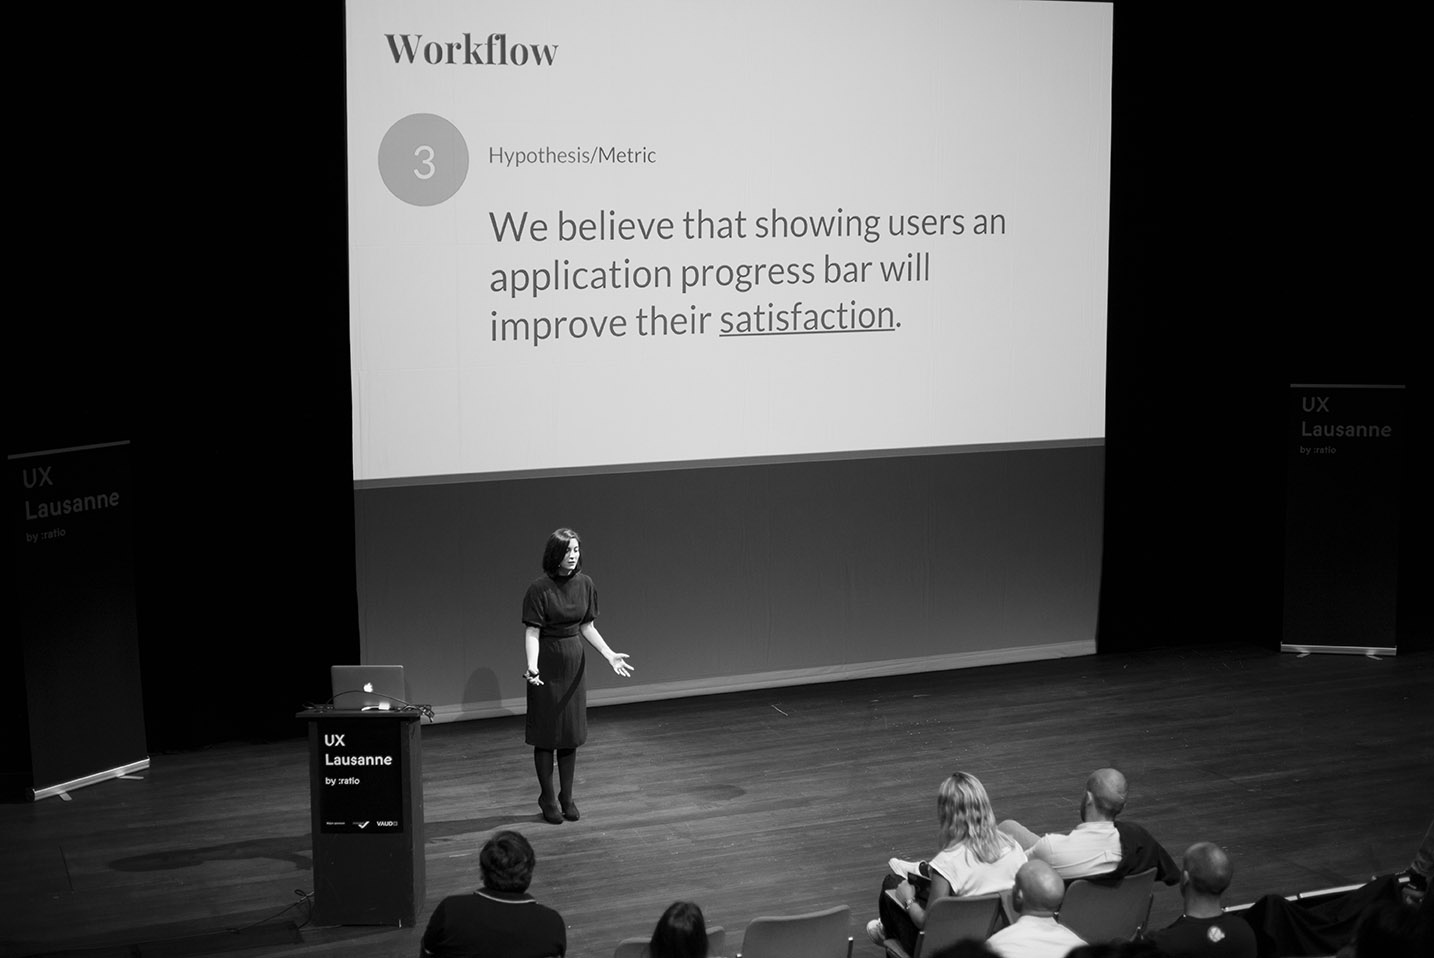 Workflow
3
Hypothesis/Metric
We believe that showing users an
application progress bar will
improve their satisfaction.
UX
Lausanne
by :ratio
UX
Lausanne
by :ratio
UX
Lausanne
by :ratio
VAUD